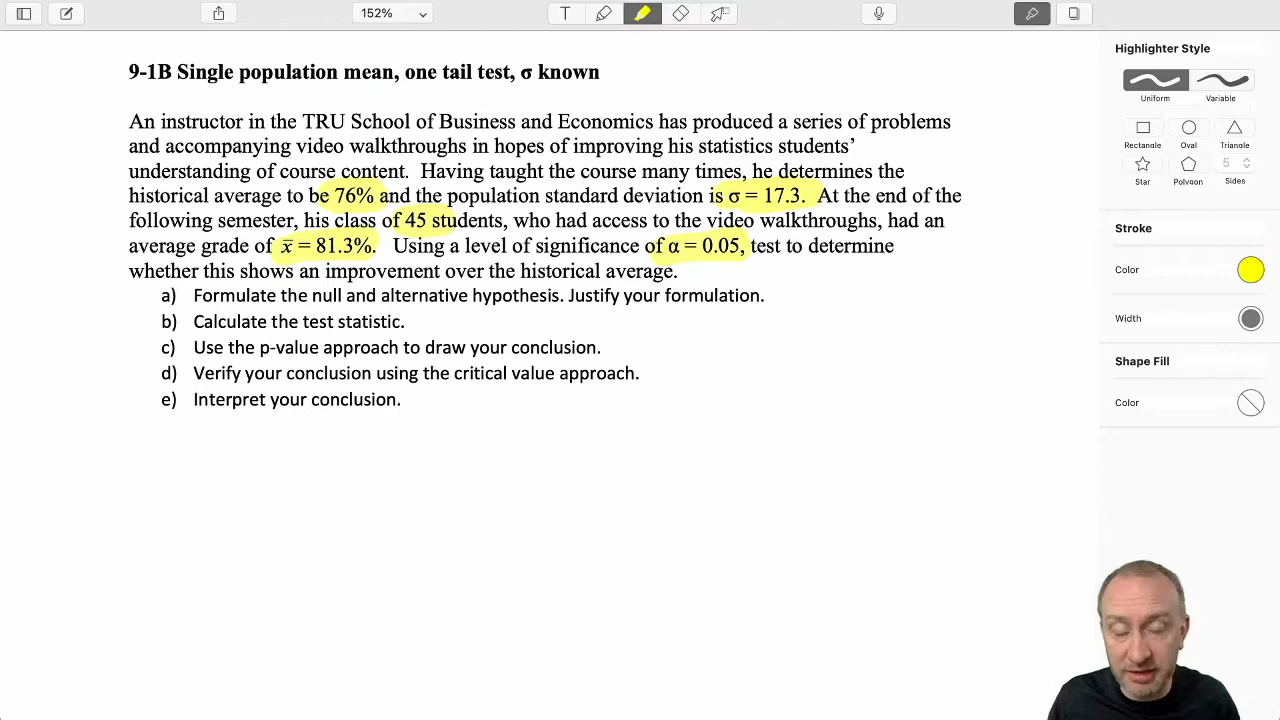 152%
T
9-1B Single population mean, one tail test, σ known
An instructor in the TRU School of Business and Economics has produced a series of problems
and accompanying video walkthroughs in hopes of improving his statistics students'
understanding of course content. Having taught the course many times, he determines the
historical average to be 76% and the population standard deviation is σ = 17.3. At the end of the
following semester, his class of 45 students, who had access to the video walkthroughs, had an
average grade of x̅ = 81.3%. Using a level of significance of α = 0.05, test to determine
whether this shows an improvement over the historical average.
a) Formulate the null and alternative hypothesis. Justify your formulation.
b) Calculate the test statistic.
c) Use the p-value approach to draw your conclusion.
d) Verify your conclusion using the critical value approach.
e) Interpret your conclusion.
Highlighter Style
Uniform Variable
Rectangle Oval Triangle
5
Star Polygon Sides
Stroke
Color
Width
Shape Fill
Color